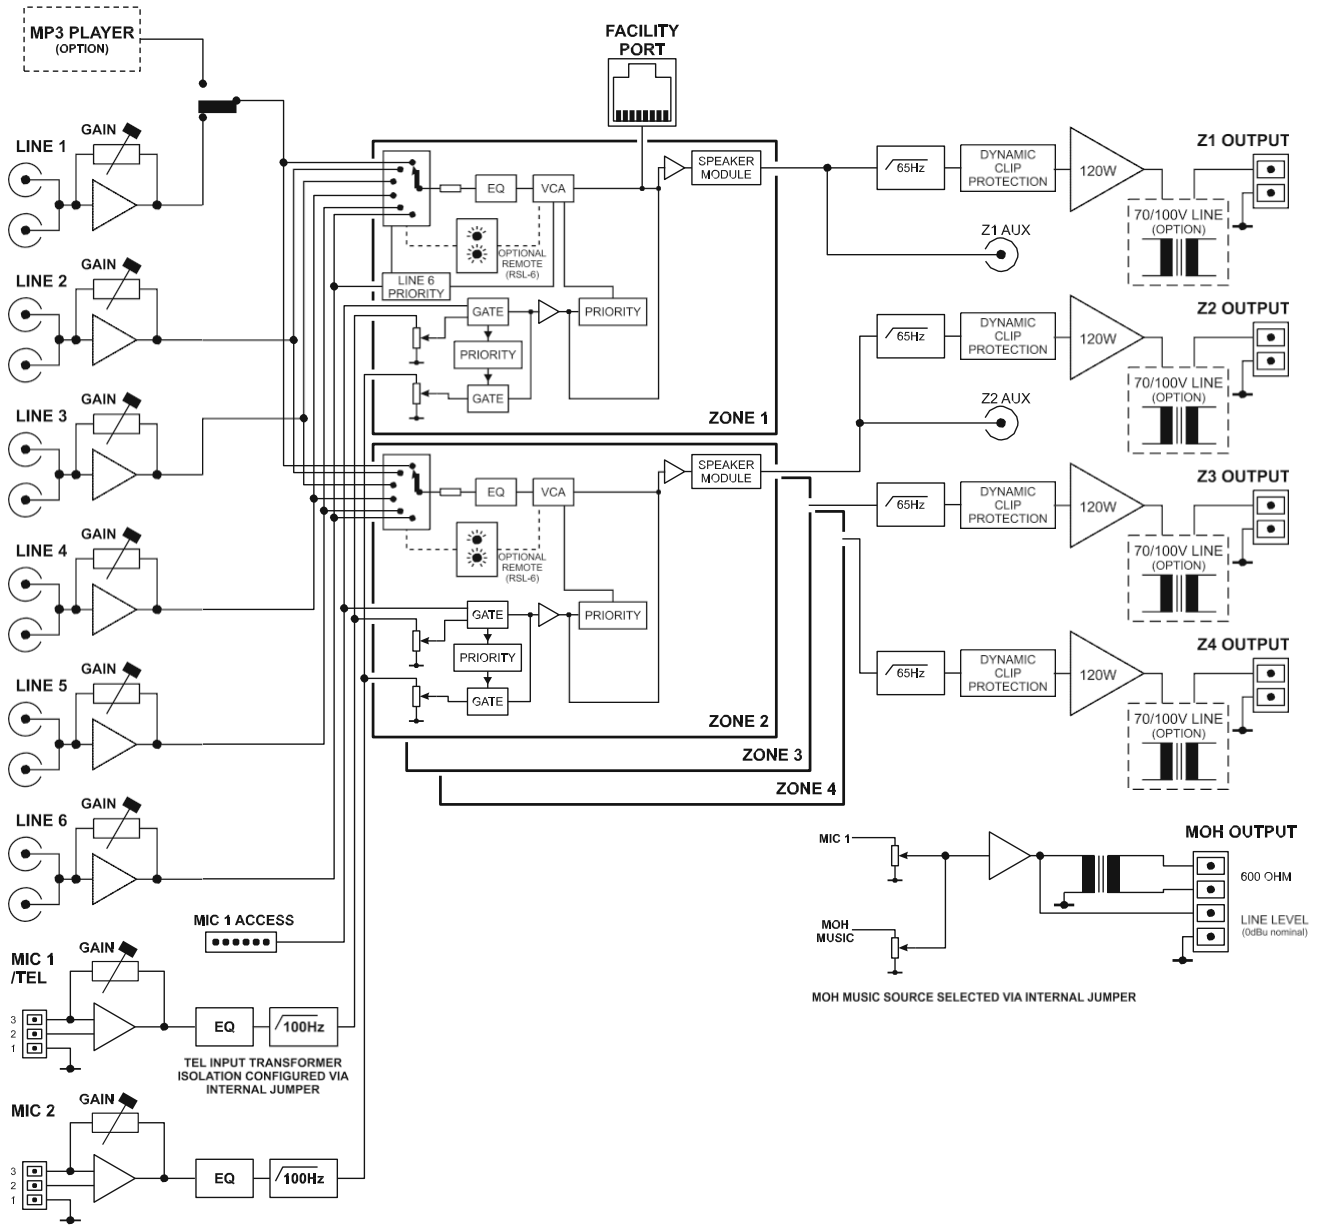 MP3 PLAYER
(OPTION)
FACILITY
PORT
GAIN
LINE 1
GAIN
LINE 2
GAIN
LINE 3
GAIN
LINE 4
GAIN
LINE 5
GAIN
LINE 6
MIC 1 ACCESS
GAIN
MIC 1
/TEL
3
2
1
EQ
100Hz
TEL INPUT TRANSFORMER
ISOLATION CONFIGURED VIA
INTERNAL JUMPER
GAIN
MIC 2
3
2
1
EQ
100Hz
EQ
VCA
SPEAKER
MODULE
OPTIONAL
REMOTE
(RSL-6)
LINE 6
PRIORITY
GATE
PRIORITY
PRIORITY
GATE
ZONE 1
EQ
VCA
SPEAKER
MODULE
OPTIONAL
REMOTE
(RSL-6)
GATE
PRIORITY
PRIORITY
GATE
ZONE 2
ZONE 3
ZONE 4
65Hz
DYNAMIC
CLIP
PROTECTION
120W
Z1 OUTPUT
70/100V LINE
(OPTION)
Z1 AUX
65Hz
DYNAMIC
CLIP
PROTECTION
120W
Z2 OUTPUT
70/100V LINE
(OPTION)
Z2 AUX
65Hz
DYNAMIC
CLIP
PROTECTION
120W
Z3 OUTPUT
70/100V LINE
(OPTION)
65Hz
DYNAMIC
CLIP
PROTECTION
120W
Z4 OUTPUT
70/100V LINE
(OPTION)
MIC 1
MOH
MUSIC
MOH OUTPUT
600 OHM
LINE LEVEL
(0dBu nominal)
MOH MUSIC SOURCE SELECTED VIA INTERNAL JUMPER